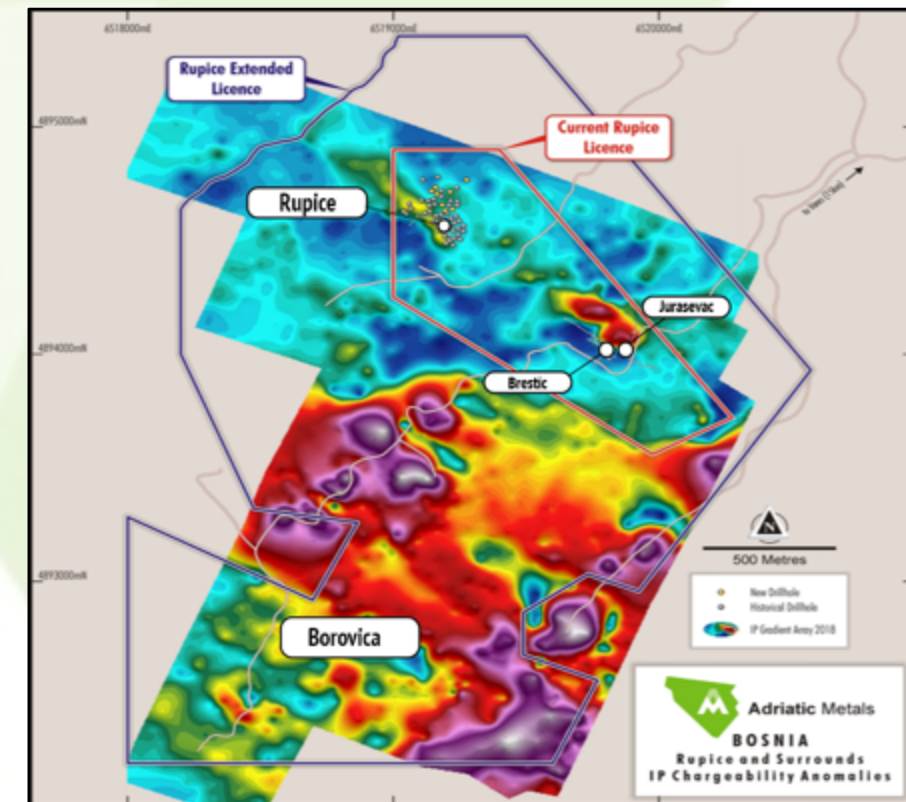 6518000mE
6519000mE
6520000mE
Rupice Extended
Licence
4895000mN
Current Rupice
Licence
Rupice
Jurasevac
4894000mN
Brestic
N
500 Metres
4893000mN
New Drillhole
Historical Drillhole
IP Gradient Array 2018
Borovica
Adriatic Metals
BOSNIA
Rupice and Surrounds
IP Chargeability Anomalies